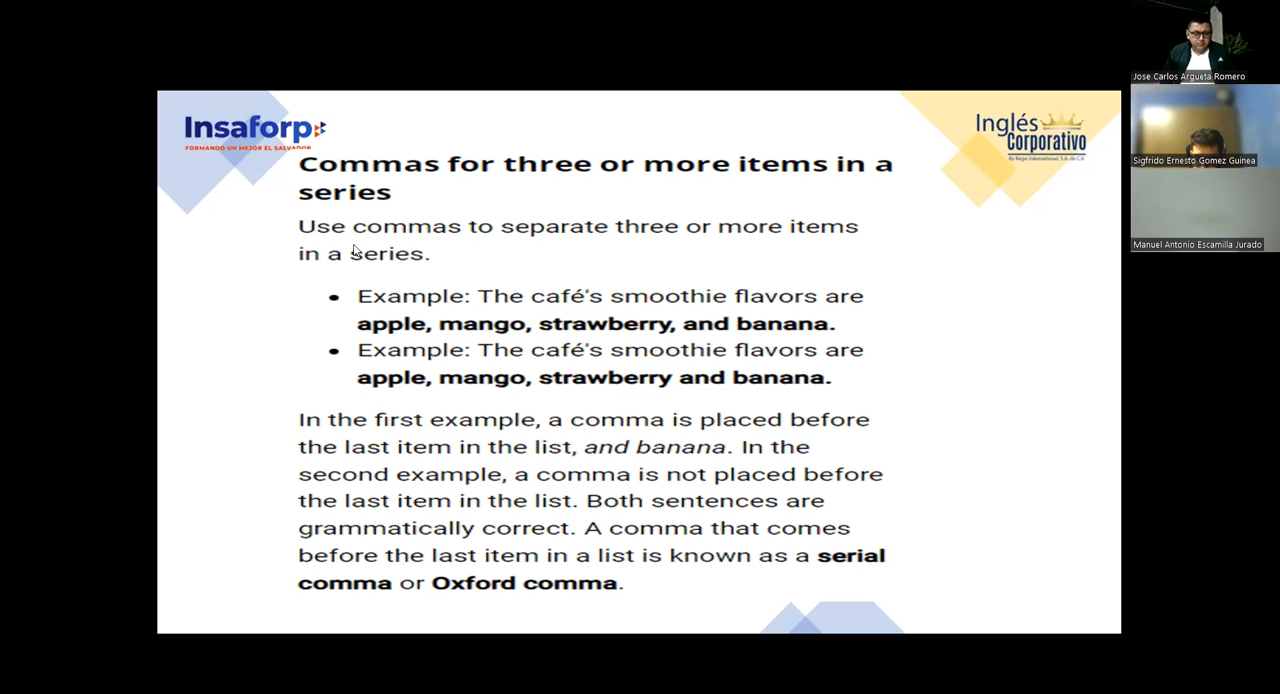 Insaforp
FORMANDO UN MEJOR EL SALVADOR
Inglés
Corporativo
By Regal International, S.A. de C.V.
Commas for three or more items in a
series
Use commas to separate three or more items
in a series.
• Example: The café's smoothie flavors are
apple, mango, strawberry, and banana.
• Example: The café's smoothie flavors are
apple, mango, strawberry and banana.
In the first example, a comma is placed before
the last item in the list, and banana. In the
second example, a comma is not placed before
the last item in the list. Both sentences are
grammatically correct. A comma that comes
before the last item in a list is known as a serial
comma or Oxford comma.
Jose Carlos Argueta Romero
Sigfrido Ernesto Gomez Guinea
Manuel Antonio Escamilla Jurado